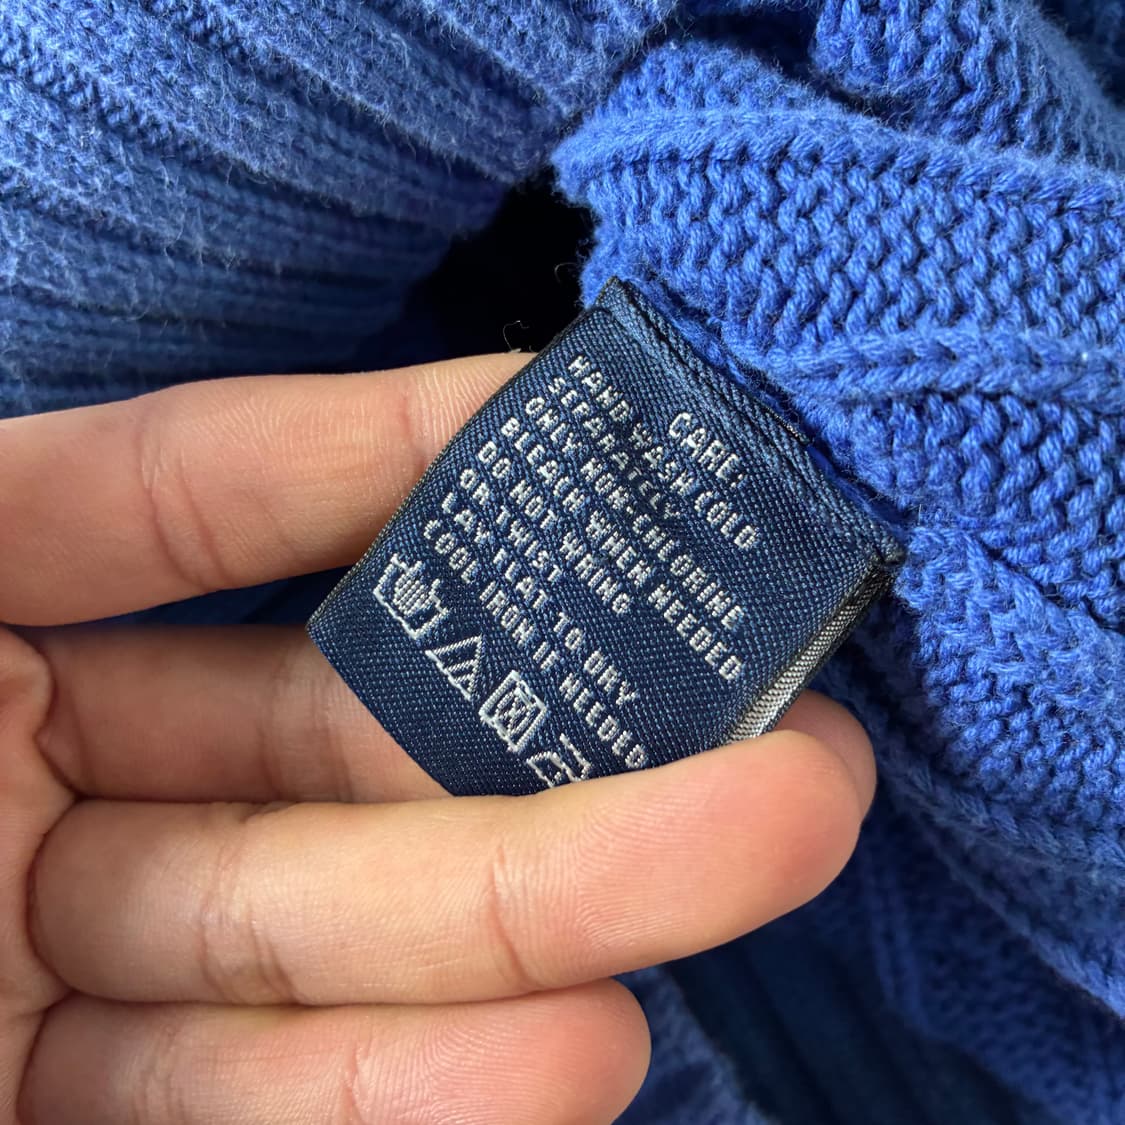 CARE:
HAND WASH COLD
SEPARATELY
ONLY NON-CHLORINE
BLEACH WHEN NEEDED
DO NOT WRING
OR TWIST
LAY FLAT TO DRY
COOL IRON IF NEEDED